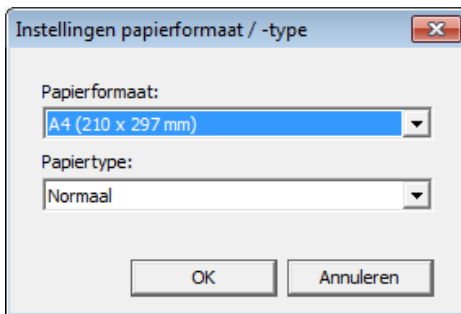 Instellingen papierformaat / -type
Papierformaat:
A4 (210 x 297 mm)
Papiertype:
Normaal
OK Annuleren